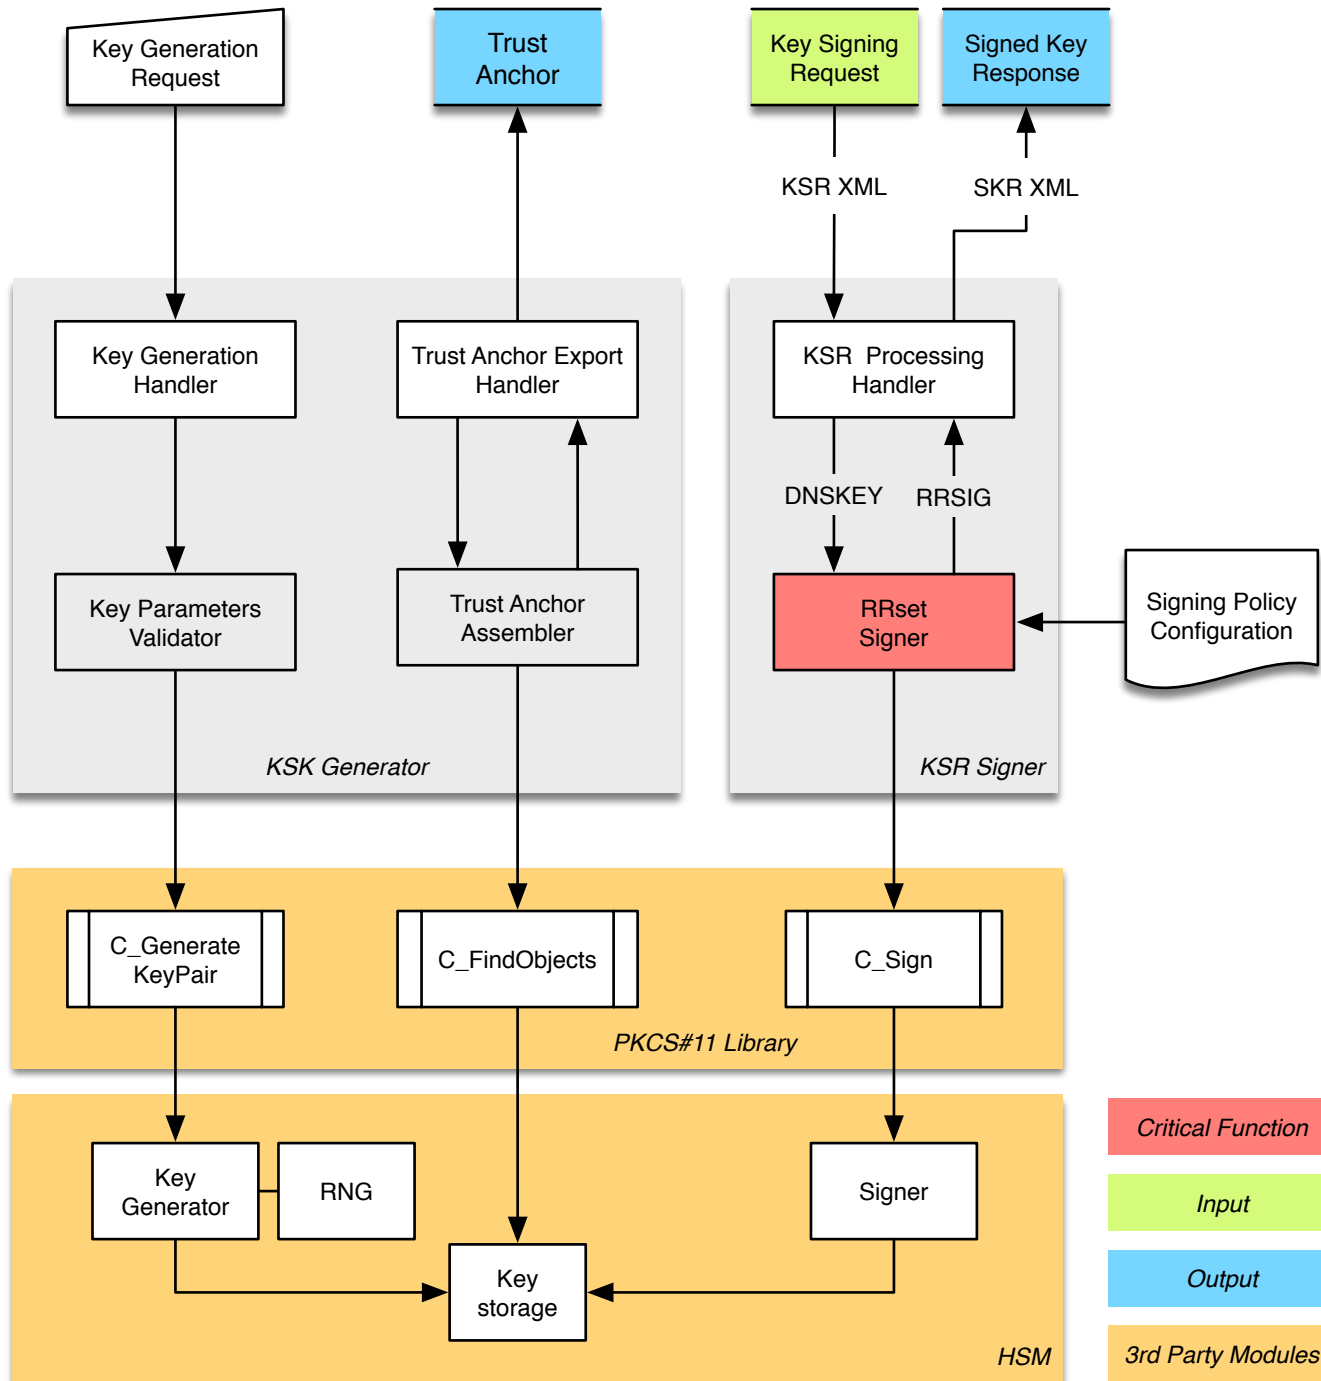 Key Generation
Request
Trust
Anchor
Key Signing
Request
Signed Key
Response
KSR XML
SKR XML
Key Generation
Handler
Trust Anchor Export
Handler
KSR Processing
Handler
DNSKEY
RRSIG
Key Parameters
Validator
Trust Anchor
Assembler
RRset
Signer
Signing Policy
Configuration
KSK Generator
KSR Signer
C_Generate
KeyPair
C_FindObjects
C_Sign
PKCS#11 Library
Key
Generator
RNG
Signer
Key
storage
HSM
Critical Function
Input
Output
3rd Party Modules